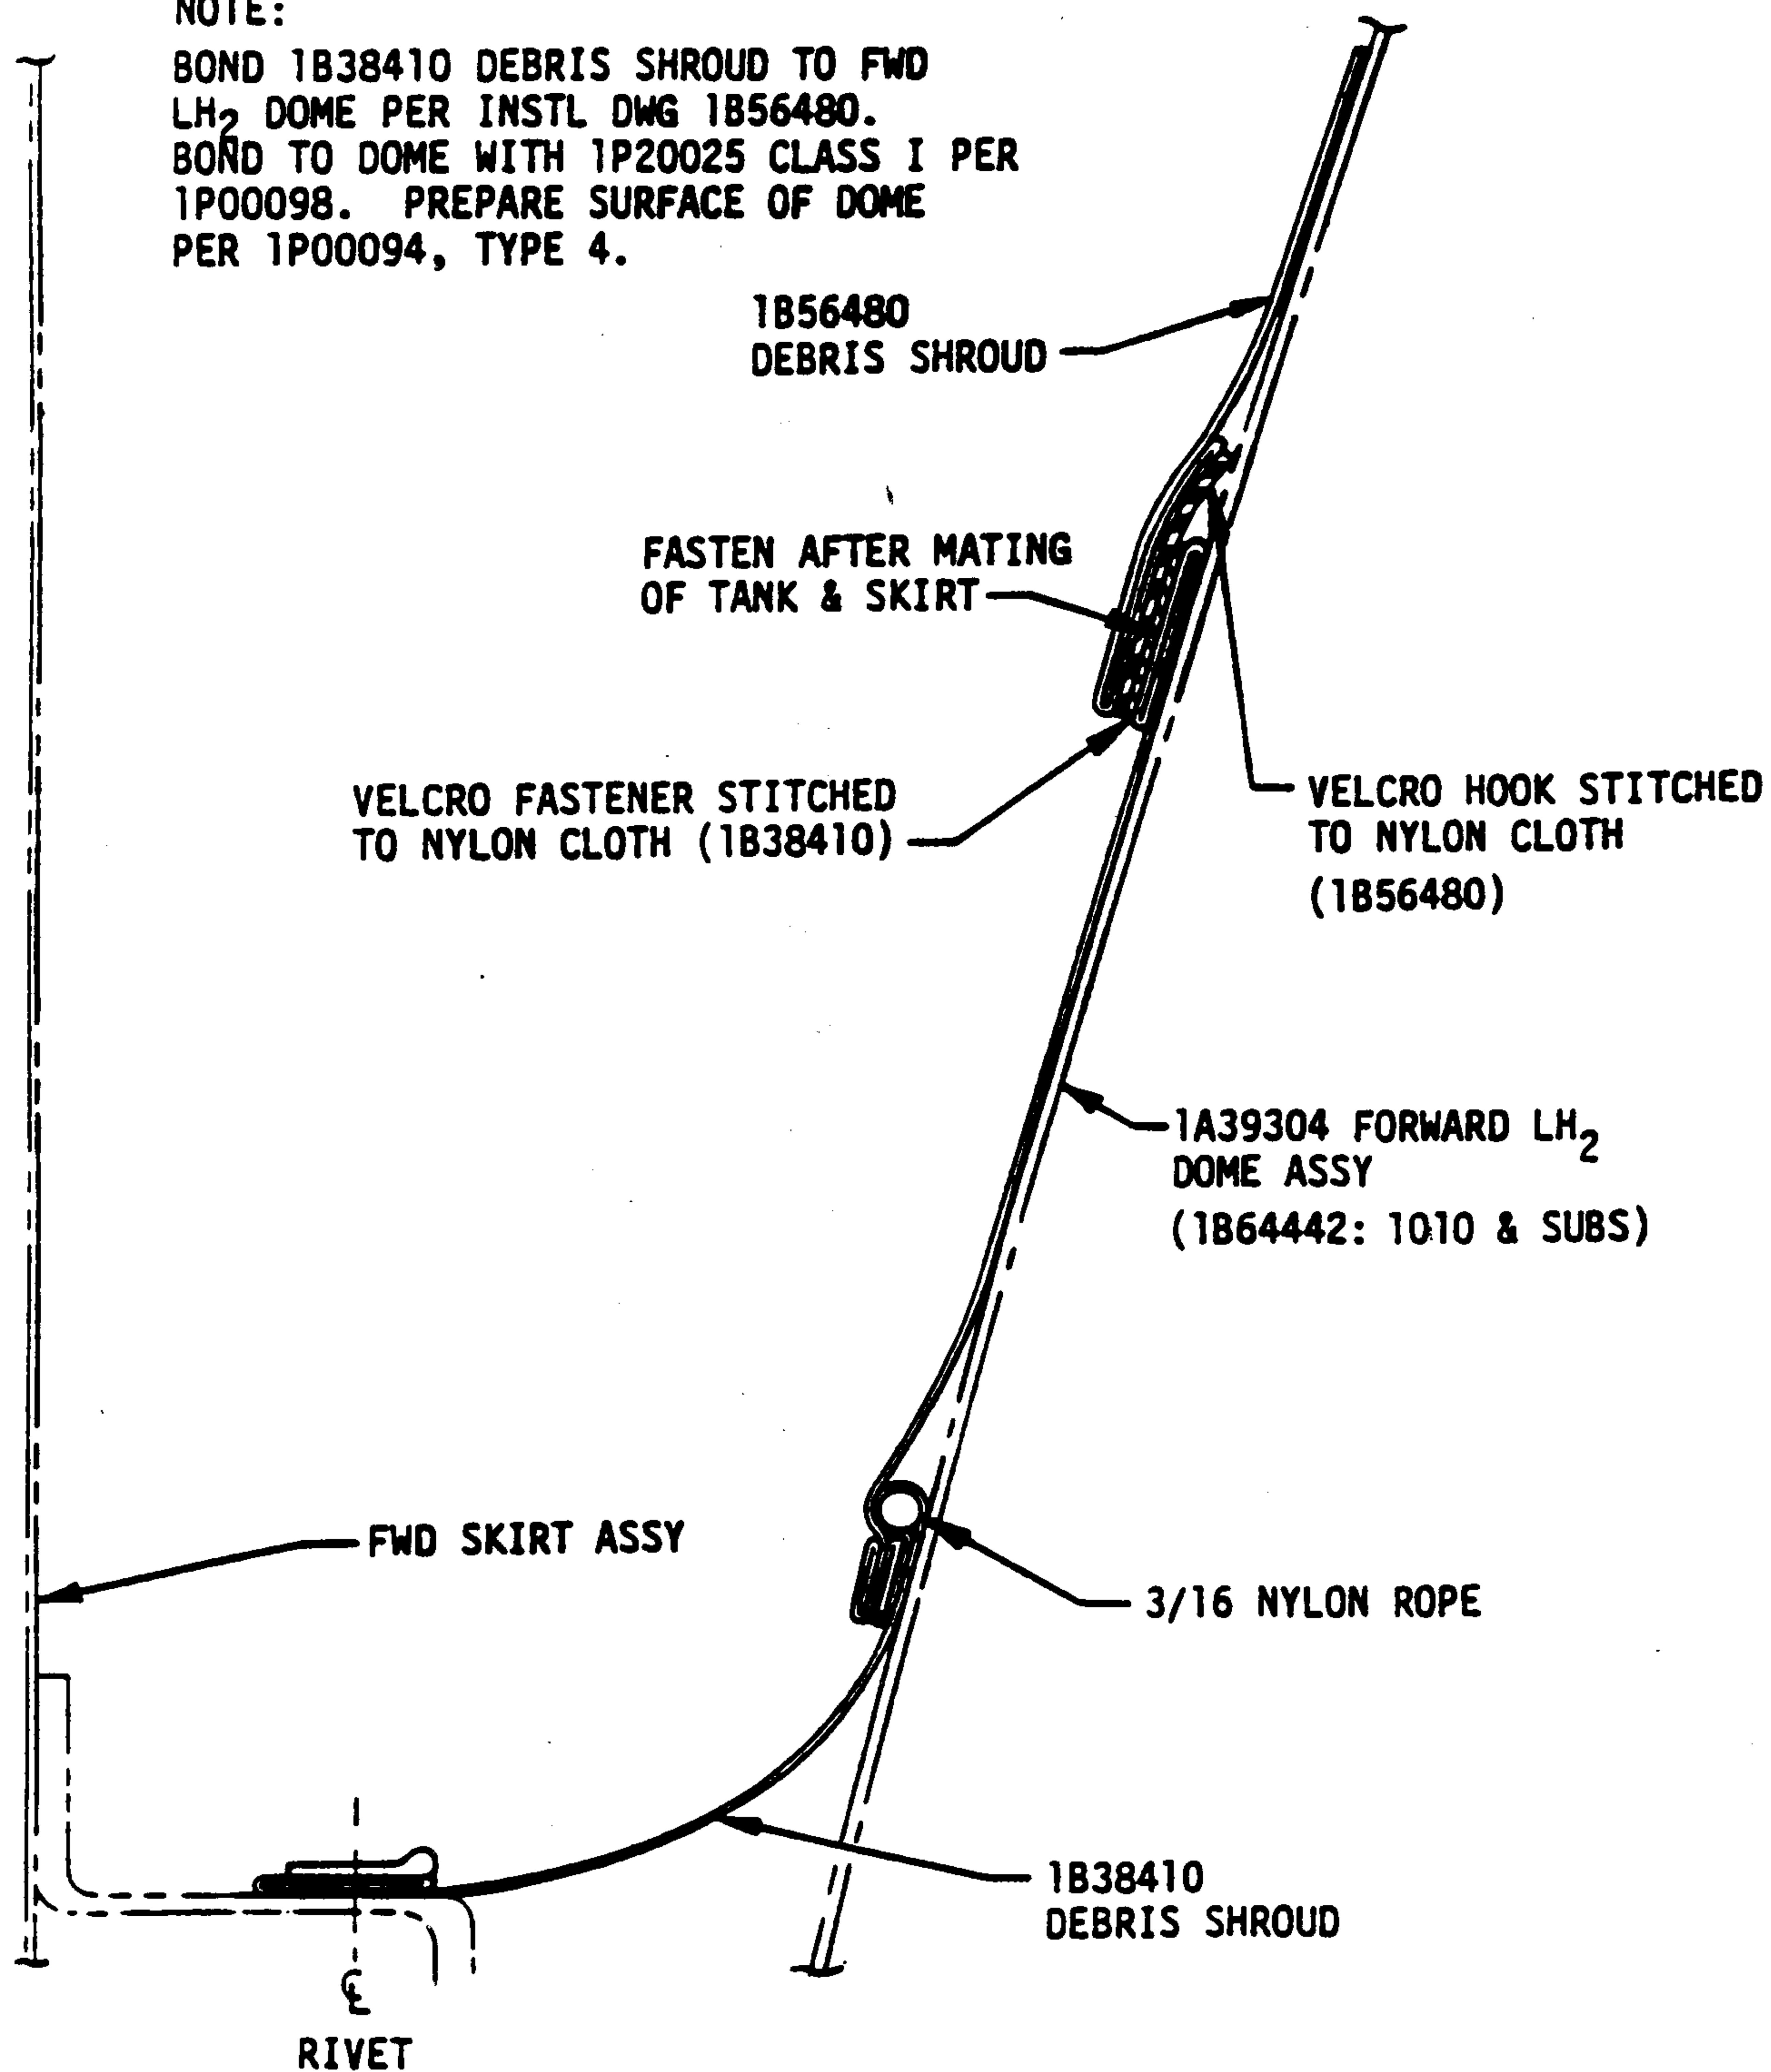 NOTE:
BOND 1B38410 DEBRIS SHROUD TO FWD
LH2 DOME PER INSTL DWG 1B56480.
BOND TO DOME WITH 1P20025 CLASS I PER
1P00098. PREPARE SURFACE OF DOME
PER 1P00094, TYPE 4.
1B56480
DEBRIS SHROUD
FASTEN AFTER MATING
OF TANK & SKIRT
VELCRO FASTENER STITCHED
TO NYLON CLOTH (1B38410)
VELCRO HOOK STITCHED
TO NYLON CLOTH
(1B56480)
1A39304 FORWARD LH2
DOME ASSY
(1B64442: 1010 & SUBS)
FWD SKIRT ASSY
3/16 NYLON ROPE
1B38410
DEBRIS SHROUD
℄
RIVET